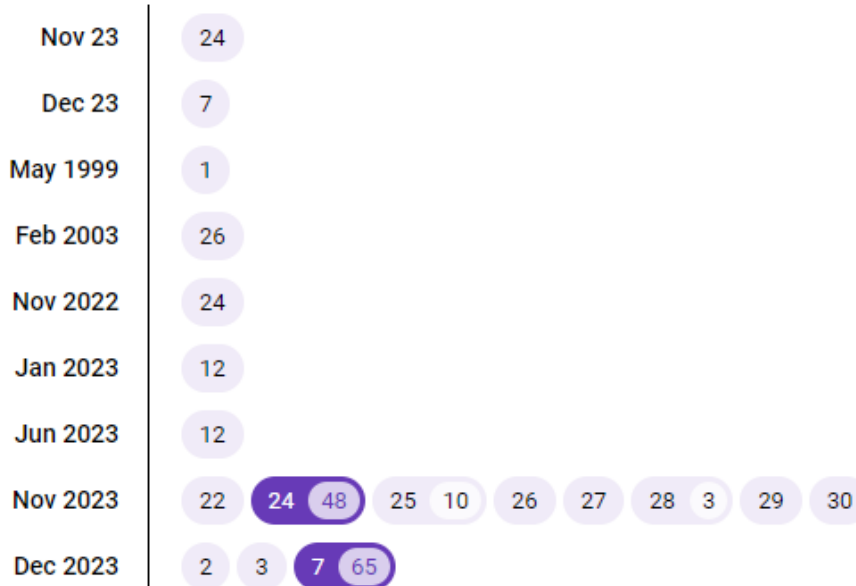 Nov 23 24
Dec 23 7
May 1999 1
Feb 2003 26
Nov 2022 24
Jan 2023 12
Jun 2023 12
Nov 2023 22 24 48 25 10 26 27 28 3 29 30
Dec 2023 2 3 7 65